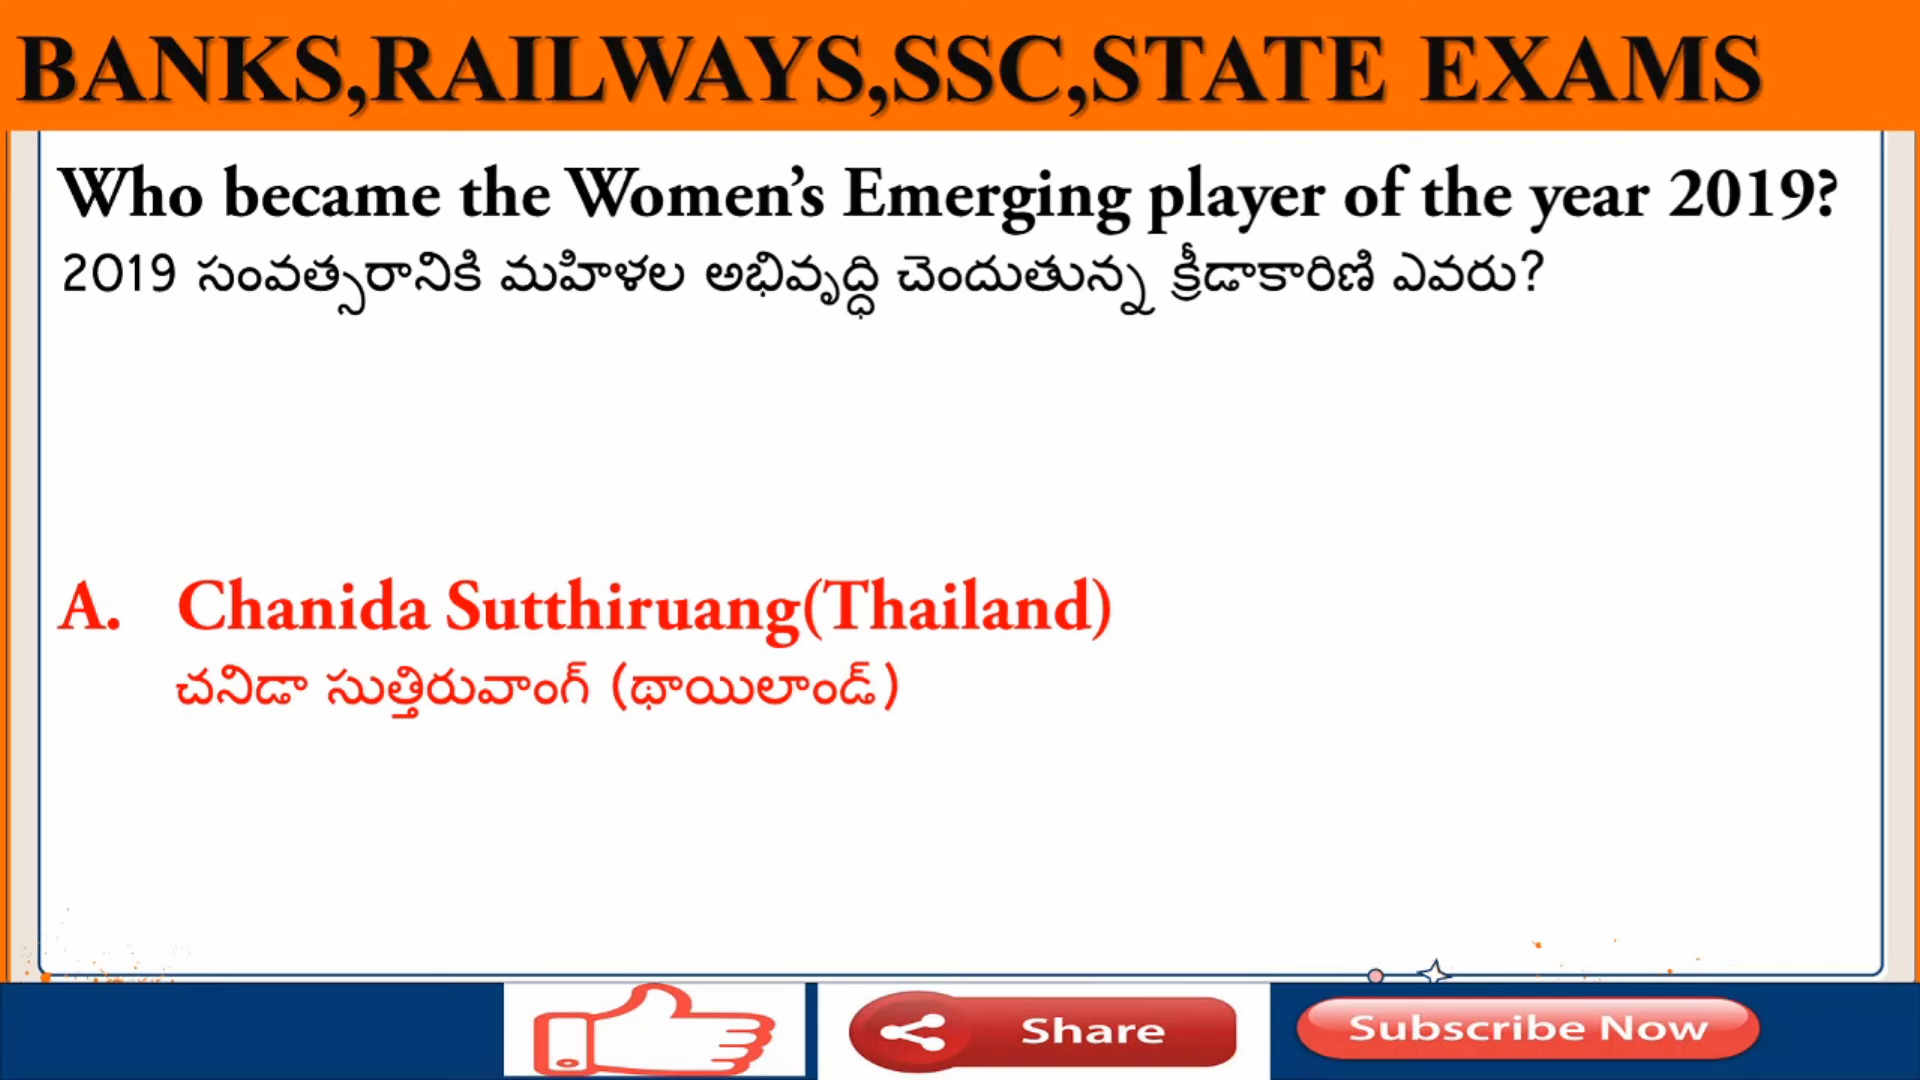 BANKS,RAILWAYS,SSC,STATE EXAMS
Who became the Women’s Emerging player of the year 2019?
2019 సంవత్సరానికి మహిళల అభివృద్ధి చెందుతున్న క్రీడాకారిణి ఎవరు?
A. Chanida Sutthiruang(Thailand)
చనిడా సుత్తిరువాంగ్ (థాయిలాండ్)
Share
Subscribe Now